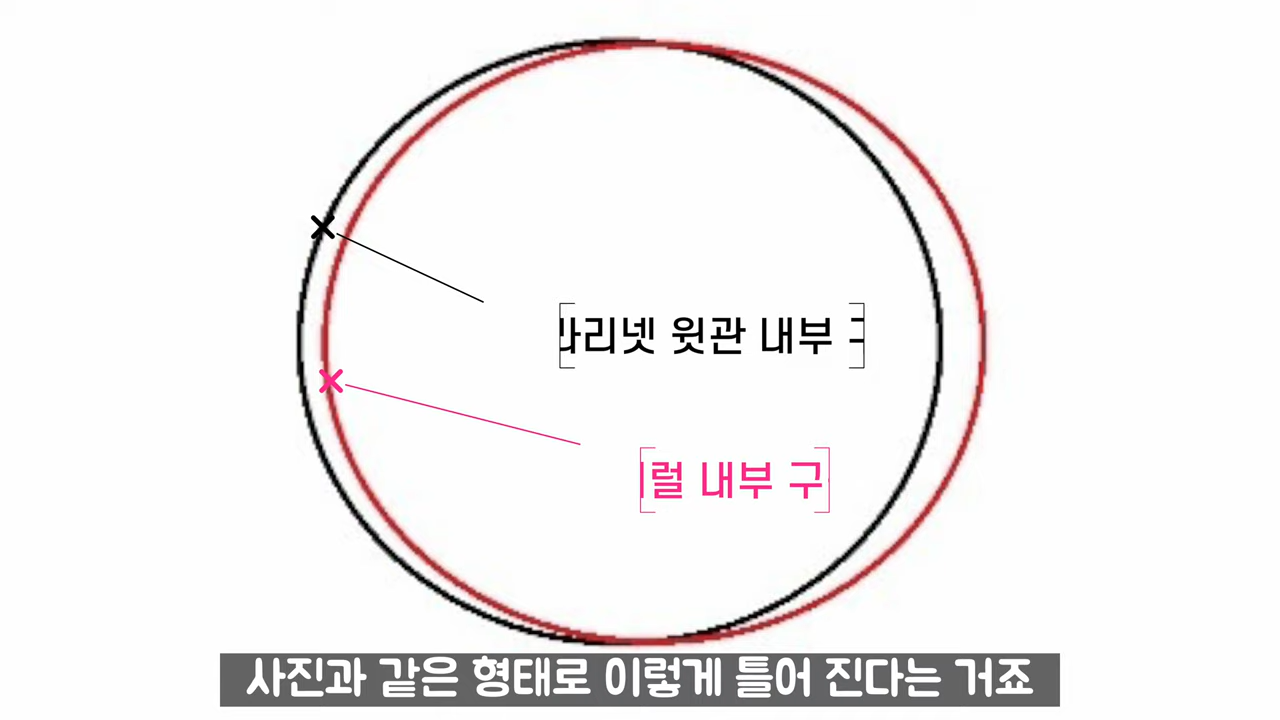 리넷 윗관 내부
럴 내부 구
사진과 같은 형태로 이렇게 틀어 진다는 거죠